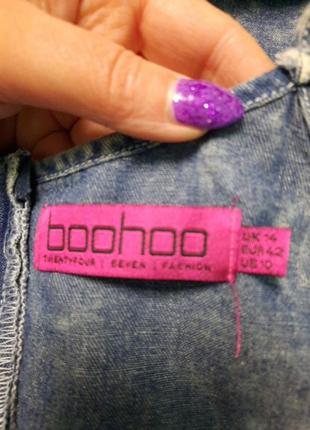 boohoo
TWENTYFOUR | SEVEN | FASHION
UK 14
EUR 42
US 10